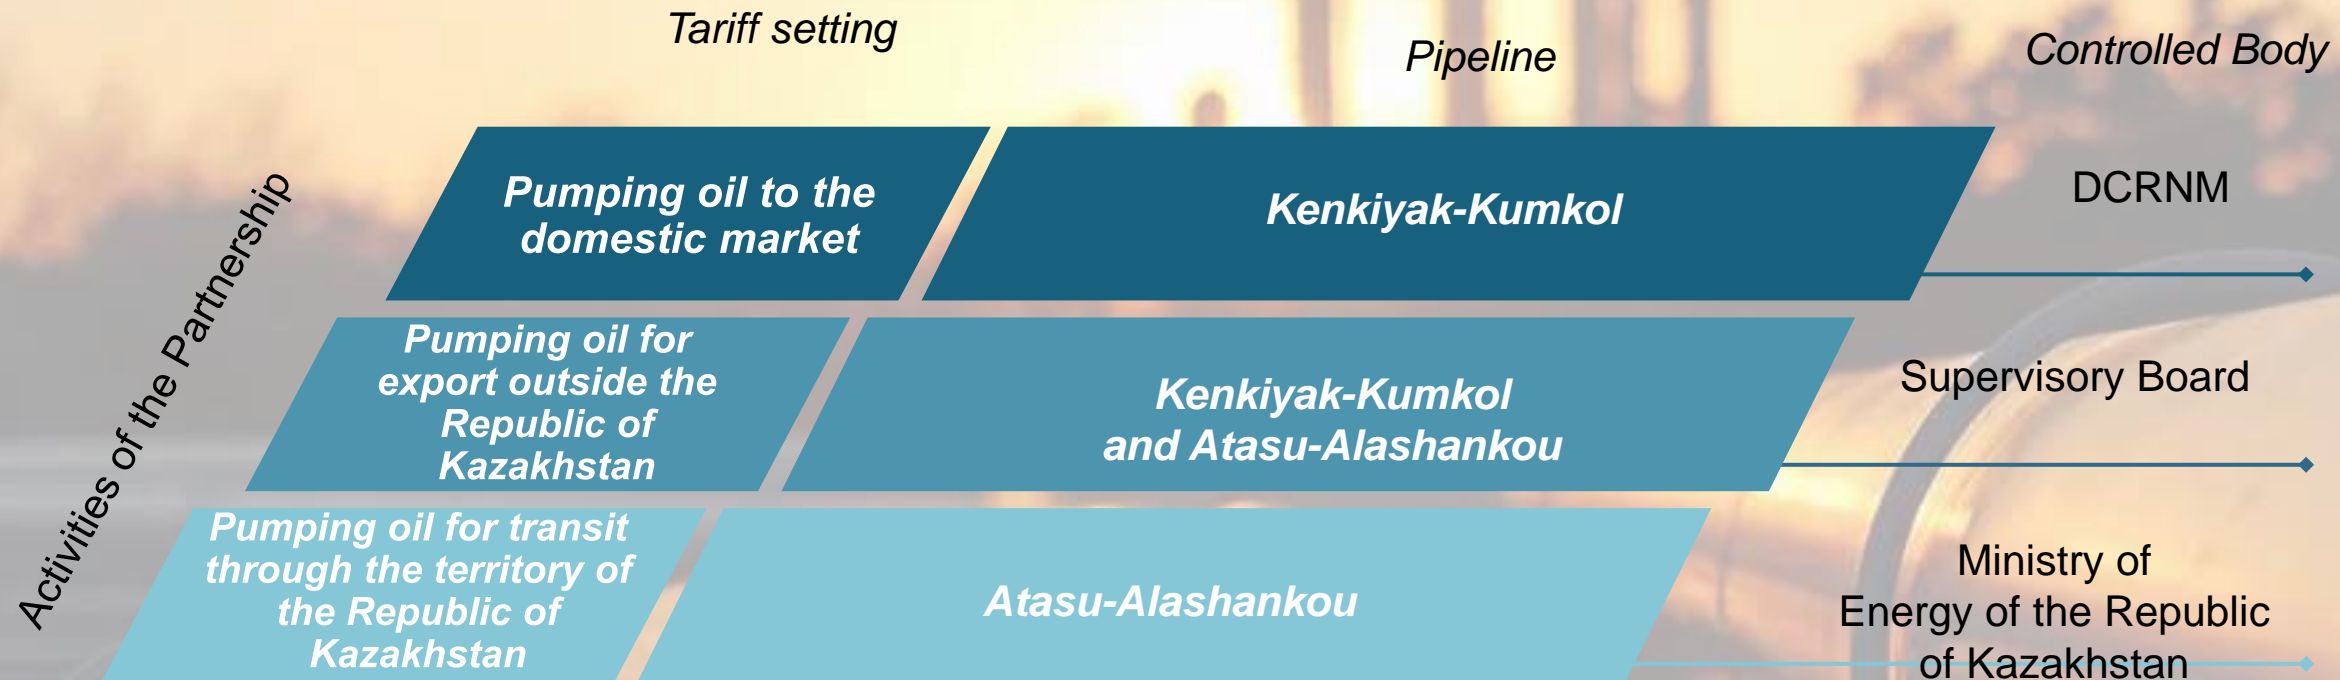 Tariff setting
Pipeline
Controlled Body
Activities of the Partnership
Pumping oil to the
domestic market
Kenkiyak-Kumkol
DCRNM
Pumping oil for
export outside the
Republic of
Kazakhstan
Kenkiyak-Kumkol
and Atasu-Alashankou
Supervisory Board
Pumping oil for transit
through the territory of
the Republic of
Kazakhstan
Atasu-Alashankou
Ministry of
Energy of the Republic
of Kazakhstan